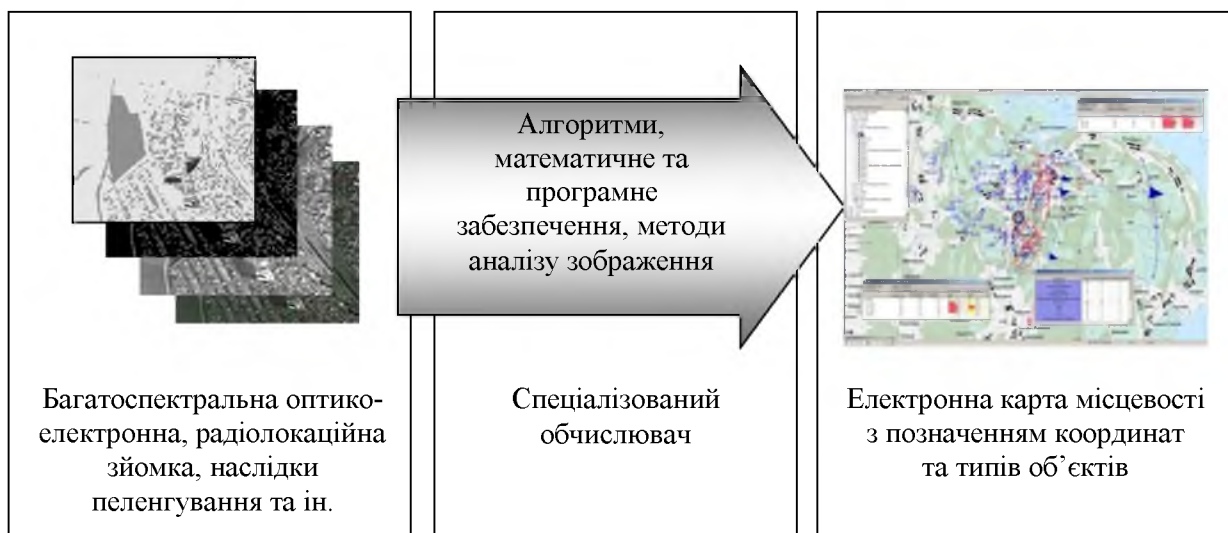 Алгоритми,
математичне та
програмне
забезпечення, методи
аналізу зображення
Багатоспектральна оптико-
електронна, радіолокаційна
зйомка, наслідки
пеленгування та ін.
Спеціалізований
обчислювач
Електронна карта місцевості
з позначенням координат
та типів об’єктів